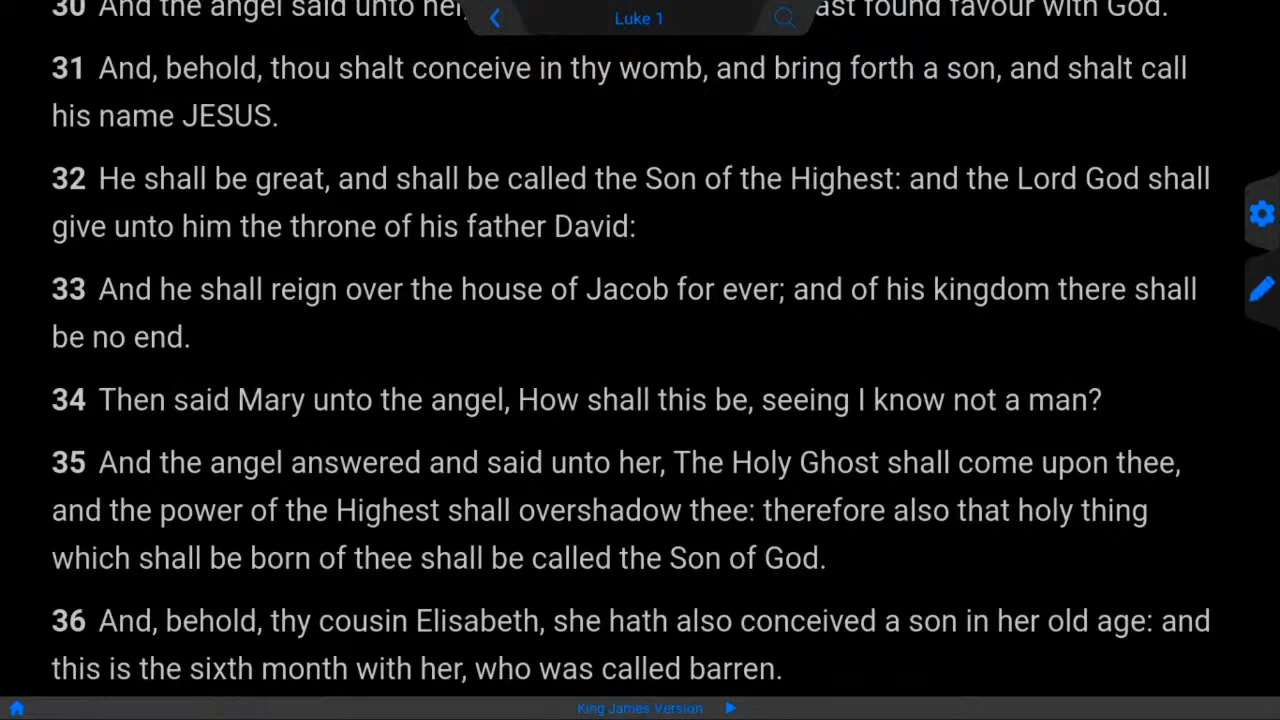 30 And the angel said unto her, ast found favour with God.
Luke 1
31 And, behold, thou shalt conceive in thy womb, and bring forth a son, and shalt call
his name JESUS.
32 He shall be great, and shall be called the Son of the Highest: and the Lord God shall
give unto him the throne of his father David:
33 And he shall reign over the house of Jacob for ever; and of his kingdom there shall
be no end.
34 Then said Mary unto the angel, How shall this be, seeing I know not a man?
35 And the angel answered and said unto her, The Holy Ghost shall come upon thee,
and the power of the Highest shall overshadow thee: therefore also that holy thing
which shall be born of thee shall be called the Son of God.
36 And, behold, thy cousin Elisabeth, she hath also conceived a son in her old age: and
this is the sixth month with her, who was called barren.
King James Version